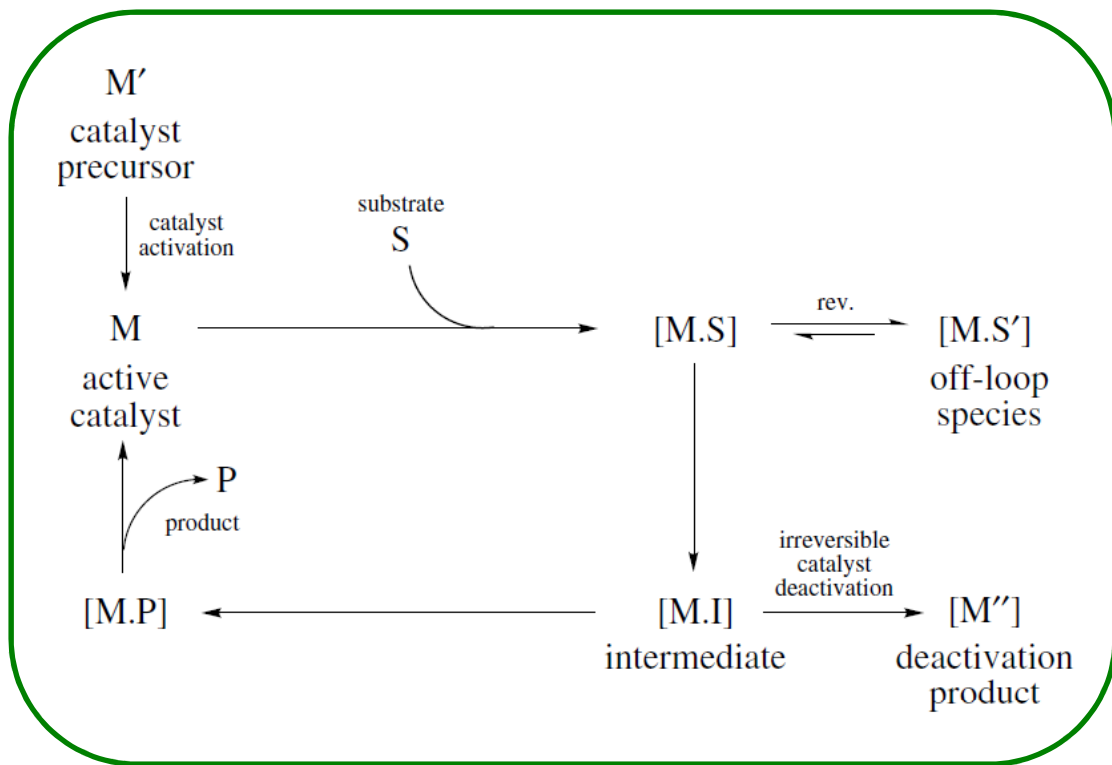 M′
catalyst
precursor
catalyst
activation
substrate
S
M
active
catalyst
[M.S]
rev.
[M.S′]
off-loop
species
P
product
irreversible
catalyst
deactivation
[M.P]
[M.I]
intermediate
[M″]
deactivation
product